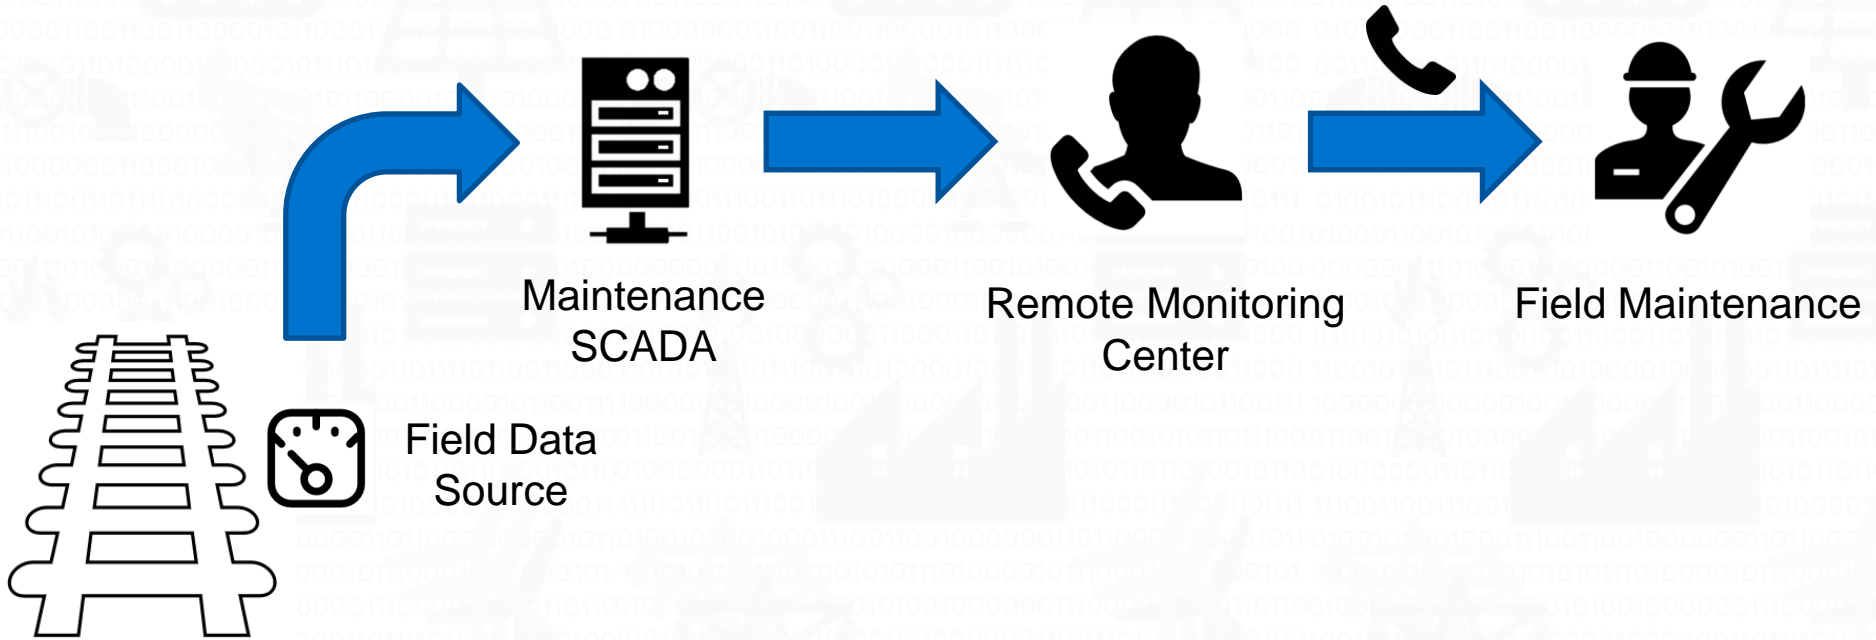 Maintenance
SCADA
Remote Monitoring
Center
Field Maintenance
Field Data
Source